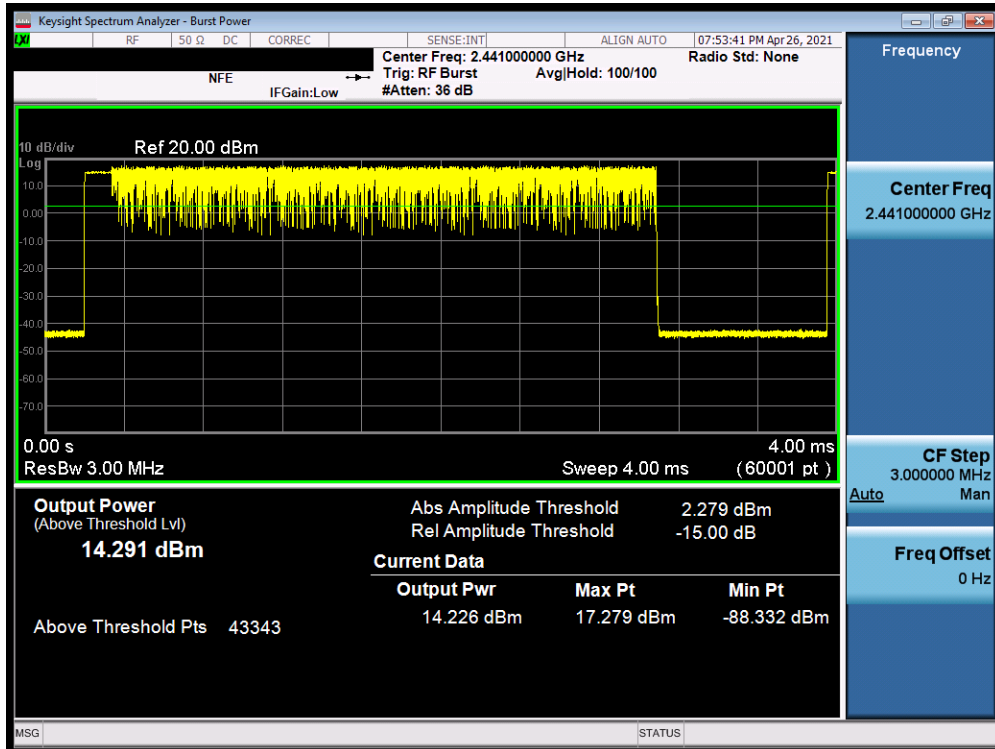 Keysight Spectrum Analyzer - Burst Power
LXI RF 50 Ω DC CORREC SENSE:INT ALIGN AUTO 07:53:41 PM Apr 26, 2021
Center Freq: 2.441000000 GHz Radio Std: None
NFE Trig: RF Burst Avg|Hold: 100/100
IFGain:Low #Atten: 36 dB
Frequency
10 dB/div Ref 20.00 dBm
Log
10.0
0.00
-10.0
-20.0
-30.0
-40.0
-50.0
-60.0
-70.0
0.00 s 4.00 ms
ResBw 3.00 MHz Sweep 4.00 ms (60001 pt )
Center Freq
2.441000000 GHz
CF Step
3.000000 MHz
Auto Man
Freq Offset
0 Hz
Output Power
(Above Threshold Lvl)
14.291 dBm
Above Threshold Pts 43343
Abs Amplitude Threshold 2.279 dBm
Rel Amplitude Threshold -15.00 dB
Current Data
Output Pwr Max Pt Min Pt
14.226 dBm 17.279 dBm -88.332 dBm
MSG STATUS